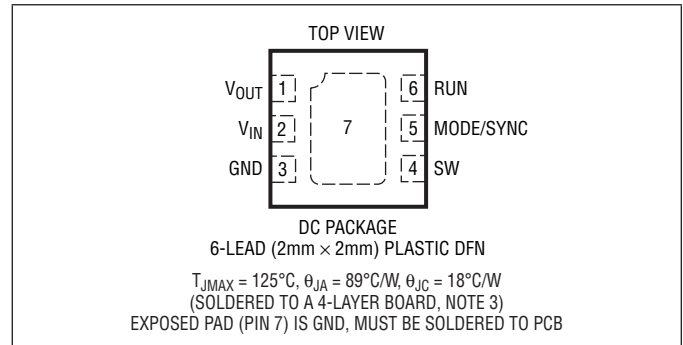 TOP VIEW
VOUT 1 6 RUN
VIN 2 7 5 MODE/SYNC
GND 3 4 SW
DC PACKAGE
6-LEAD (2mm × 2mm) PLASTIC DFN
TJMAX = 125°C, θJA = 89°C/W, θJC = 18°C/W
(SOLDERED TO A 4-LAYER BOARD, NOTE 3)
EXPOSED PAD (PIN 7) IS GND, MUST BE SOLDERED TO PCB